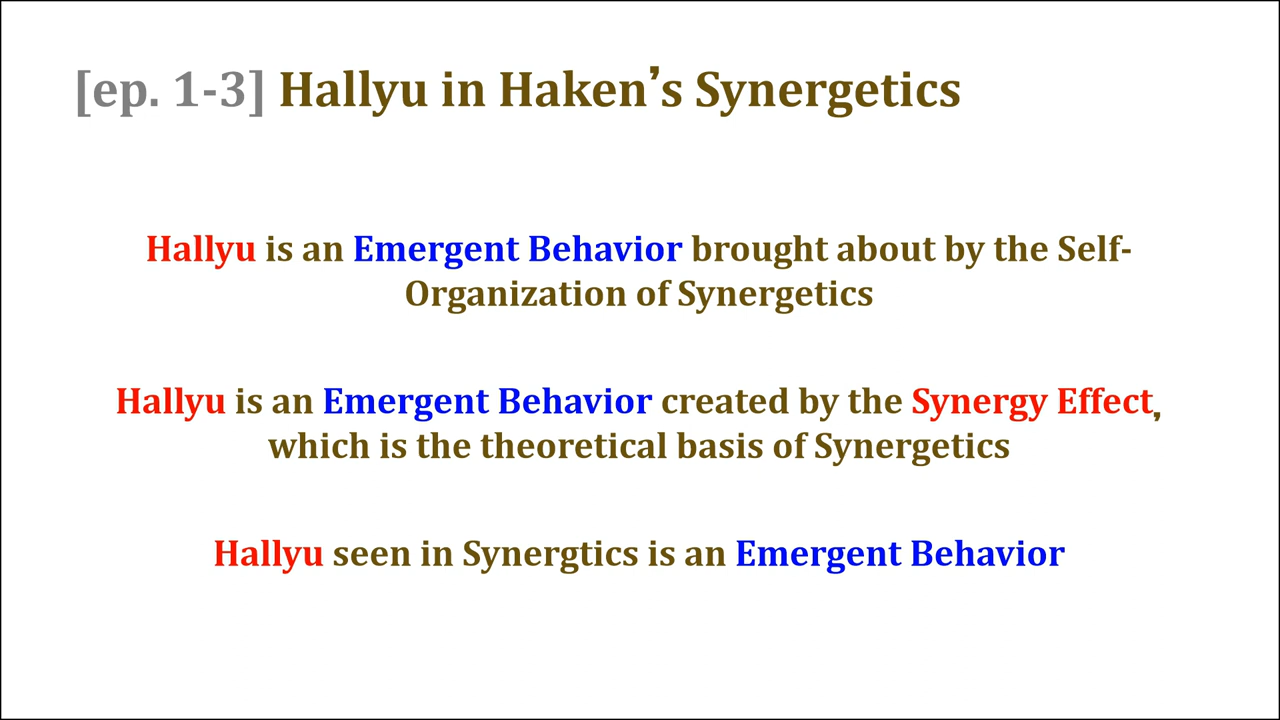 [ep. 1-3] Hallyu in Haken’s Synergetics
Hallyu is an Emergent Behavior brought about by the Self-
Organization of Synergetics
Hallyu is an Emergent Behavior created by the Synergy Effect,
which is the theoretical basis of Synergetics
Hallyu seen in Synergtics is an Emergent Behavior